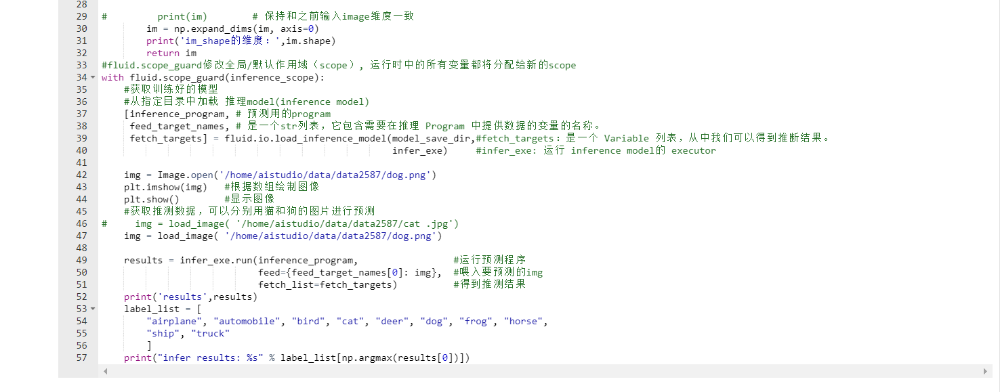 28
29 #         print(im)        # 保持和之前输入image维度一致
30         im = np.expand_dims(im, axis=0)
31         print('im_shape的维度：',im.shape)
32         return im
33 #fluid.scope_guard修改全局/默认作用域（scope）, 运行时中的所有变量都将分配给新的scope
34 with fluid.scope_guard(inference_scope):
35     #获取训练好的模型
36     #从指定目录中加载 推理model(inference model)
37     [inference_program, # 预测用的program
38      feed_target_names, # 是一个str列表，它包含需要在推理 Program 中提供数据的变量的名称。
39      fetch_targets] = fluid.io.load_inference_model(model_save_dir,#fetch_targets：是一个 Variable 列表，从中我们可以得到推断结果。
40                                                     infer_exe)     #infer_exe: 运行 inference model的 executor
41
42     img = Image.open('/home/aistudio/data/data2587/dog.png')
43     plt.imshow(img)   #根据数组绘制图像
44     plt.show()        #显示图像
45     #获取推测数据，可以分别用猫和狗的图片进行预测
46 #     img = load_image( '/home/aistudio/data/data2587/cat .jpg')
47     img = load_image( '/home/aistudio/data/data2587/dog.png')
48
49     results = infer_exe.run(inference_program,                 #运行预测程序
50                             feed={feed_target_names[0]: img},  #喂入要预测的img
51                             fetch_list=fetch_targets)          #得到推测结果
52     print('results',results)
53     label_list = [
54         "airplane", "automobile", "bird", "cat", "deer", "dog", "frog", "horse",
55         "ship", "truck"
56         ]
57     print("infer results: %s" % label_list[np.argmax(results[0])])